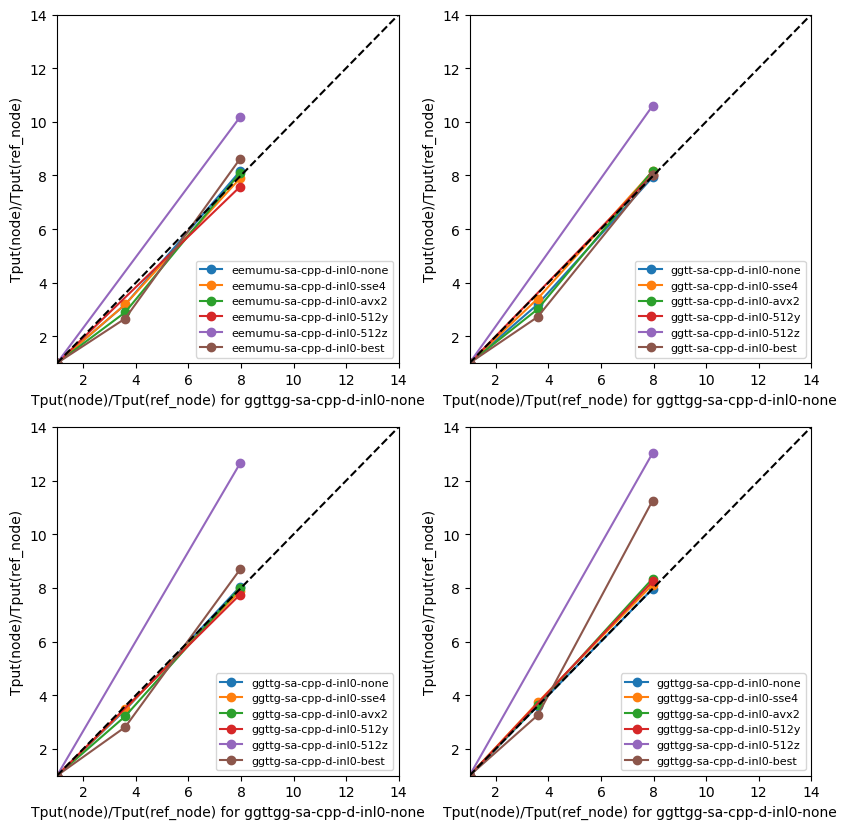 14
12
10
8
6
4
2
Tput(node)/Tput(ref_node)
eemumu-sa-cpp-d-inl0-none
eemumu-sa-cpp-d-inl0-sse4
eemumu-sa-cpp-d-inl0-avx2
eemumu-sa-cpp-d-inl0-512y
eemumu-sa-cpp-d-inl0-512z
eemumu-sa-cpp-d-inl0-best
2 4 6 8 10 12 14
Tput(node)/Tput(ref_node) for ggttgg-sa-cpp-d-inl0-none
14
12
10
8
6
4
2
Tput(node)/Tput(ref_node)
ggtt-sa-cpp-d-inl0-none
ggtt-sa-cpp-d-inl0-sse4
ggtt-sa-cpp-d-inl0-avx2
ggtt-sa-cpp-d-inl0-512y
ggtt-sa-cpp-d-inl0-512z
ggtt-sa-cpp-d-inl0-best
2 4 6 8 10 12 14
Tput(node)/Tput(ref_node) for ggttgg-sa-cpp-d-inl0-none
14
12
10
8
6
4
2
Tput(node)/Tput(ref_node)
ggttg-sa-cpp-d-inl0-none
ggttg-sa-cpp-d-inl0-sse4
ggttg-sa-cpp-d-inl0-avx2
ggttg-sa-cpp-d-inl0-512y
ggttg-sa-cpp-d-inl0-512z
ggttg-sa-cpp-d-inl0-best
2 4 6 8 10 12 14
Tput(node)/Tput(ref_node) for ggttgg-sa-cpp-d-inl0-none
14
12
10
8
6
4
2
Tput(node)/Tput(ref_node)
ggttgg-sa-cpp-d-inl0-none
ggttgg-sa-cpp-d-inl0-sse4
ggttgg-sa-cpp-d-inl0-avx2
ggttgg-sa-cpp-d-inl0-512y
ggttgg-sa-cpp-d-inl0-512z
ggttgg-sa-cpp-d-inl0-best
2 4 6 8 10 12 14
Tput(node)/Tput(ref_node) for ggttgg-sa-cpp-d-inl0-none